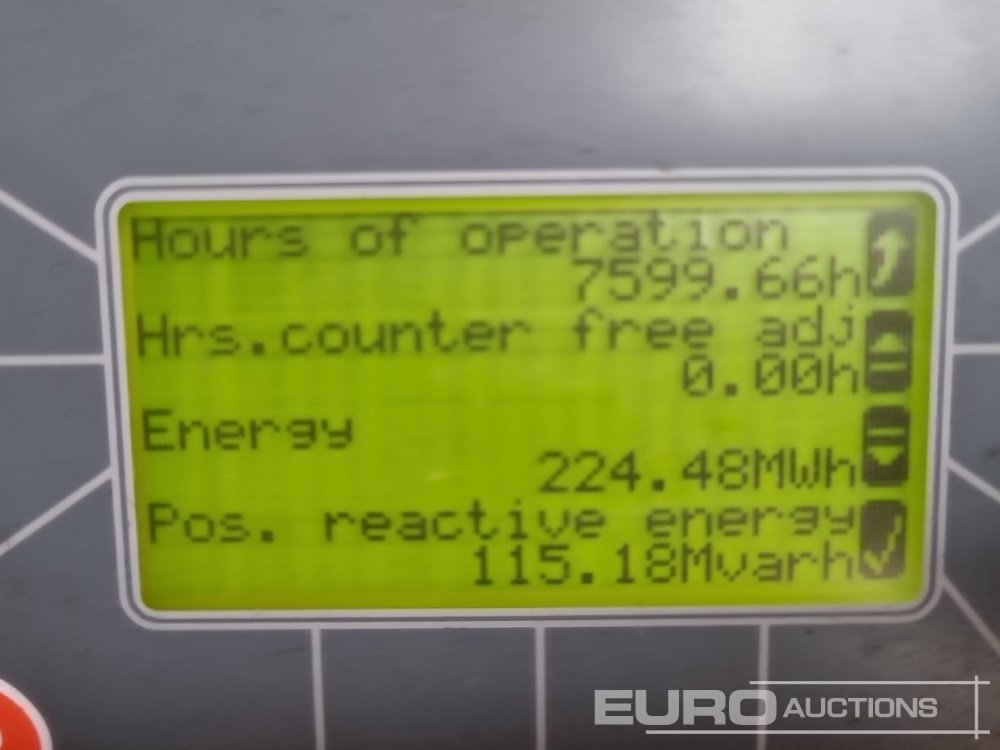 Hours of operation
7599.66h
Hrs.counter free adj
0.00h
Energy
224.48MWh
Pos. reactive energy
115.18Mvarh
EURO AUCTIONS